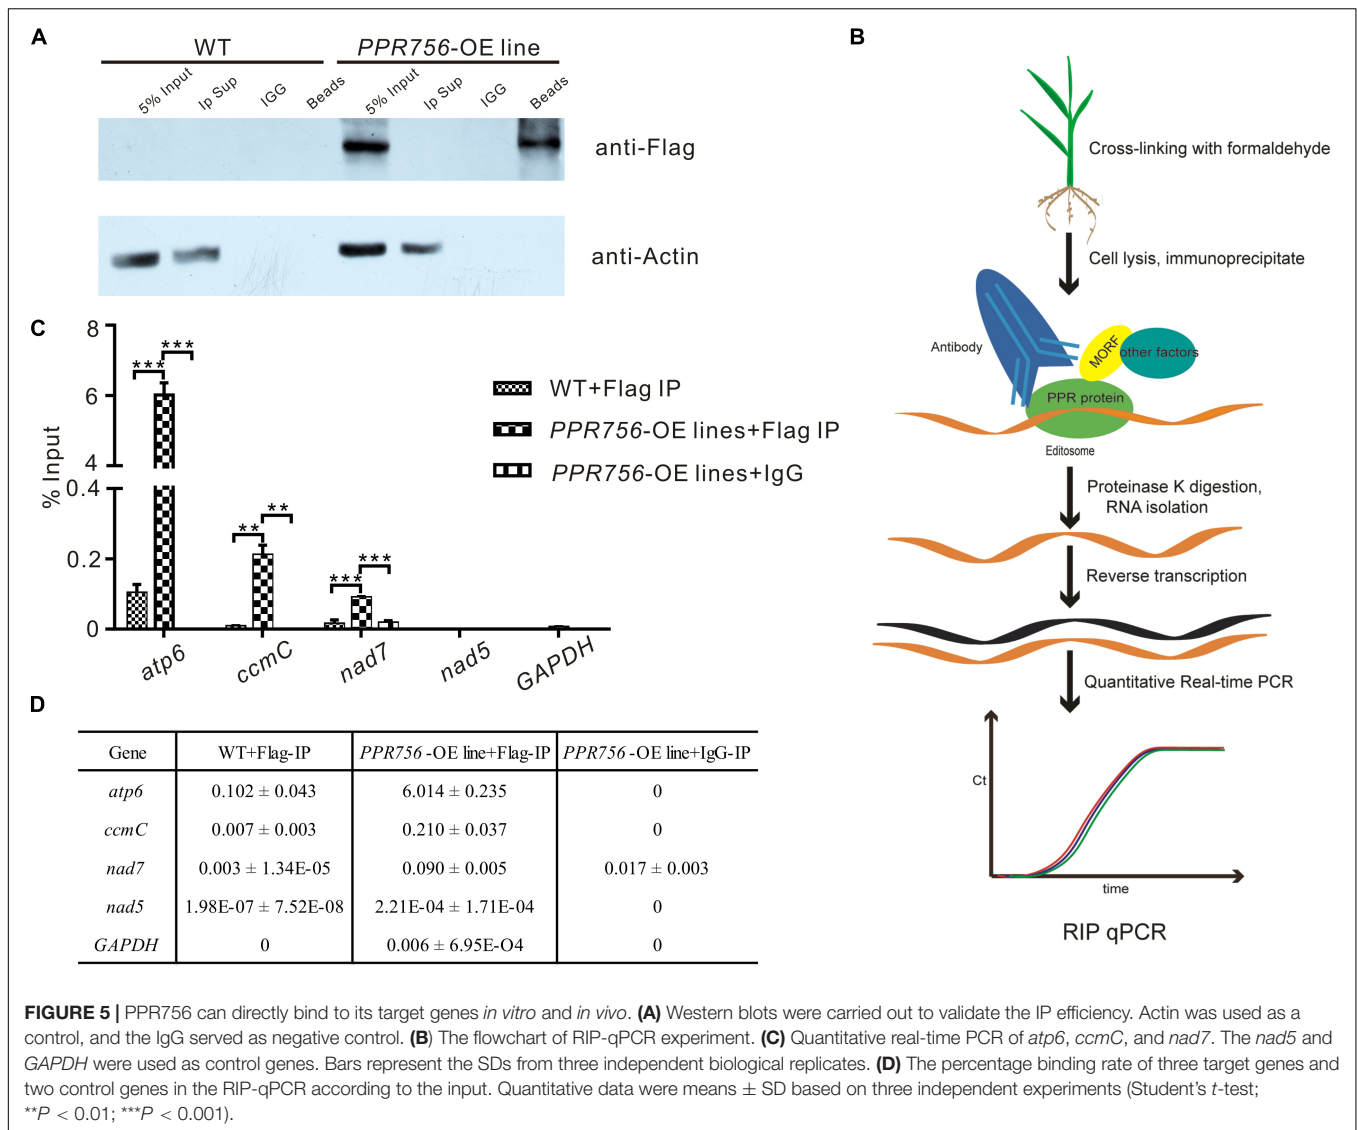 A
WT
PPR756-OE line
5% Input
Ip Sup
IGG
Beads
5% Input
Ip Sup
IGG
Beads
anti-Flag
anti-Actin
B
Cross-linking with formaldehyde
Cell lysis, immunoprecipitate
Antibody
MORF
other factors
PPR protein
Editosome
Proteinase K digestion,
RNA isolation
Reverse transcription
Quantitative Real-time PCR
Ct
time
RIP qPCR
C
% Input
8
6
4
0.4
0.2
0
*** ***
** **
*** ***
atp6
ccmC
nad7
nad5
GAPDH
WT+Flag IP
PPR756-OE lines+Flag IP
PPR756-OE lines+IgG
D
Gene WT+Flag-IP PPR756 -OE line+Flag-IP PPR756 -OE line+IgG-IP
atp6 0.102 ± 0.043 6.014 ± 0.235 0
ccmC 0.007 ± 0.003 0.210 ± 0.037 0
nad7 0.003 ± 1.34E-05 0.090 ± 0.005 0.017 ± 0.003
nad5 1.98E-07 ± 7.52E-08 2.21E-04 ± 1.71E-04 0
GAPDH 0 0.006 ± 6.95E-O4 0
FIGURE 5 | PPR756 can directly bind to its target genes in vitro and in vivo. (A) Western blots were carried out to validate the IP efficiency. Actin was used as a
control, and the IgG served as negative control. (B) The flowchart of RIP-qPCR experiment. (C) Quantitative real-time PCR of atp6, ccmC, and nad7. The nad5 and
GAPDH were used as control genes. Bars represent the SDs from three independent biological replicates. (D) The percentage binding rate of three target genes and
two control genes in the RIP-qPCR according to the input. Quantitative data were means ± SD based on three independent experiments (Student's t-test;
**P < 0.01; ***P < 0.001).